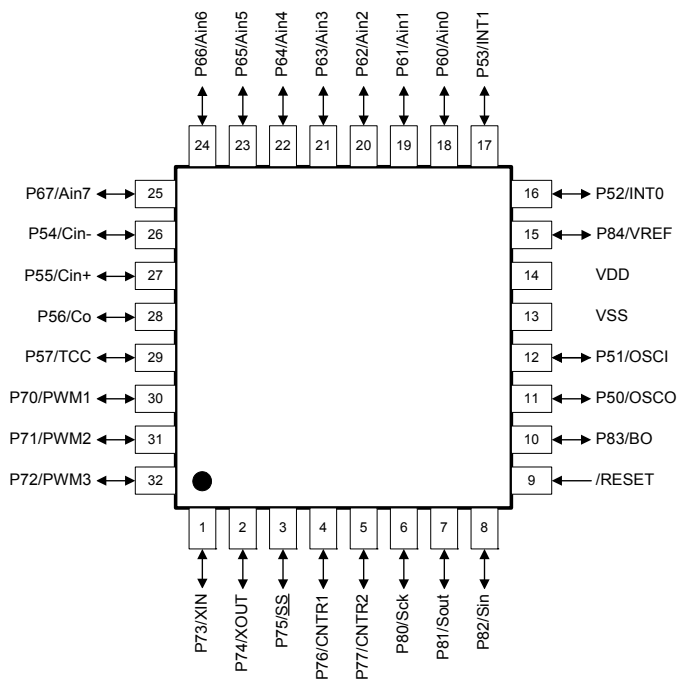 P66/Ain6
P65/Ain5
P64/Ain4
P63/Ain3
P62/Ain2
P61/Ain1
P60/Ain0
P53/INT1
24
23
22
21
20
19
18
17
P67/Ain7
25
16
P52/INT0
P54/Cin-
26
15
P84/VREF
P55/Cin+
27
14
VDD
P56/Co
28
13
VSS
P57/TCC
29
12
P51/OSCI
P70/PWM1
30
11
P50/OSCO
P71/PWM2
31
10
P83/BO
P72/PWM3
32
9
/RESET
1
2
3
4
5
6
7
8
P73/XIN
P74/XOUT
P75/SS
P76/CNTR1
P77/CNTR2
P80/Sck
P81/Sout
P82/Sin